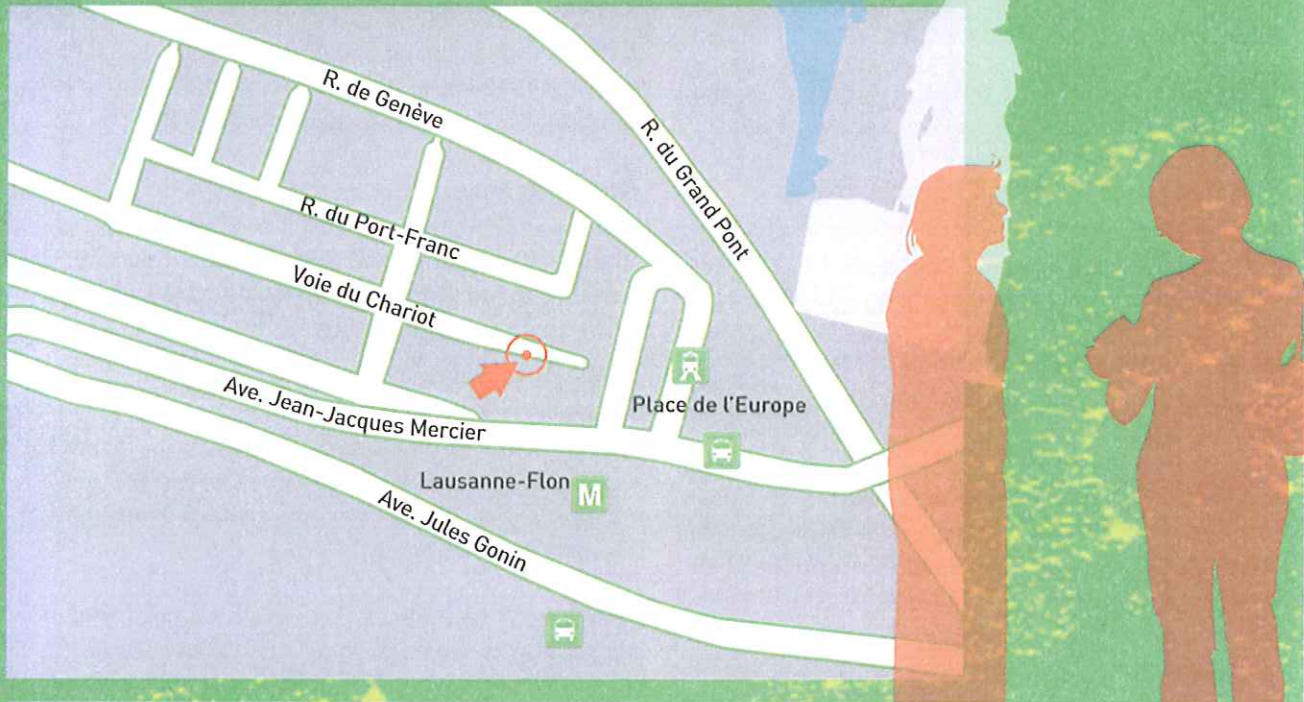 R. de Genève
R. du Grand Pont
R. du Port-Franc
Voie du Chariot
Place de l'Europe
Ave. Jean-Jacques Mercier
Lausanne-Flon M
Ave. Jules Gonin